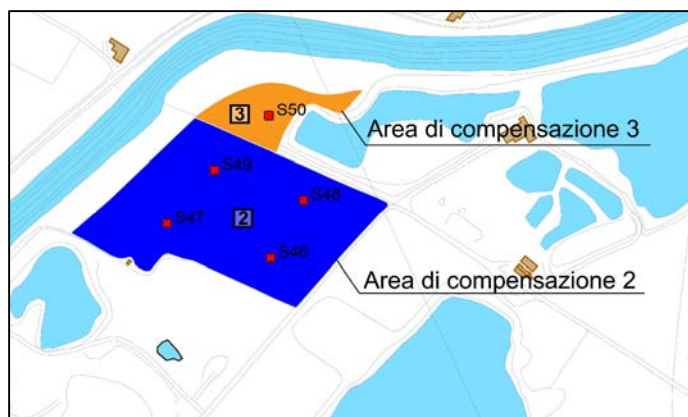 3
S50
Area di compensazione 3
S49
S48
S47
2
S46
Area di compensazione 2